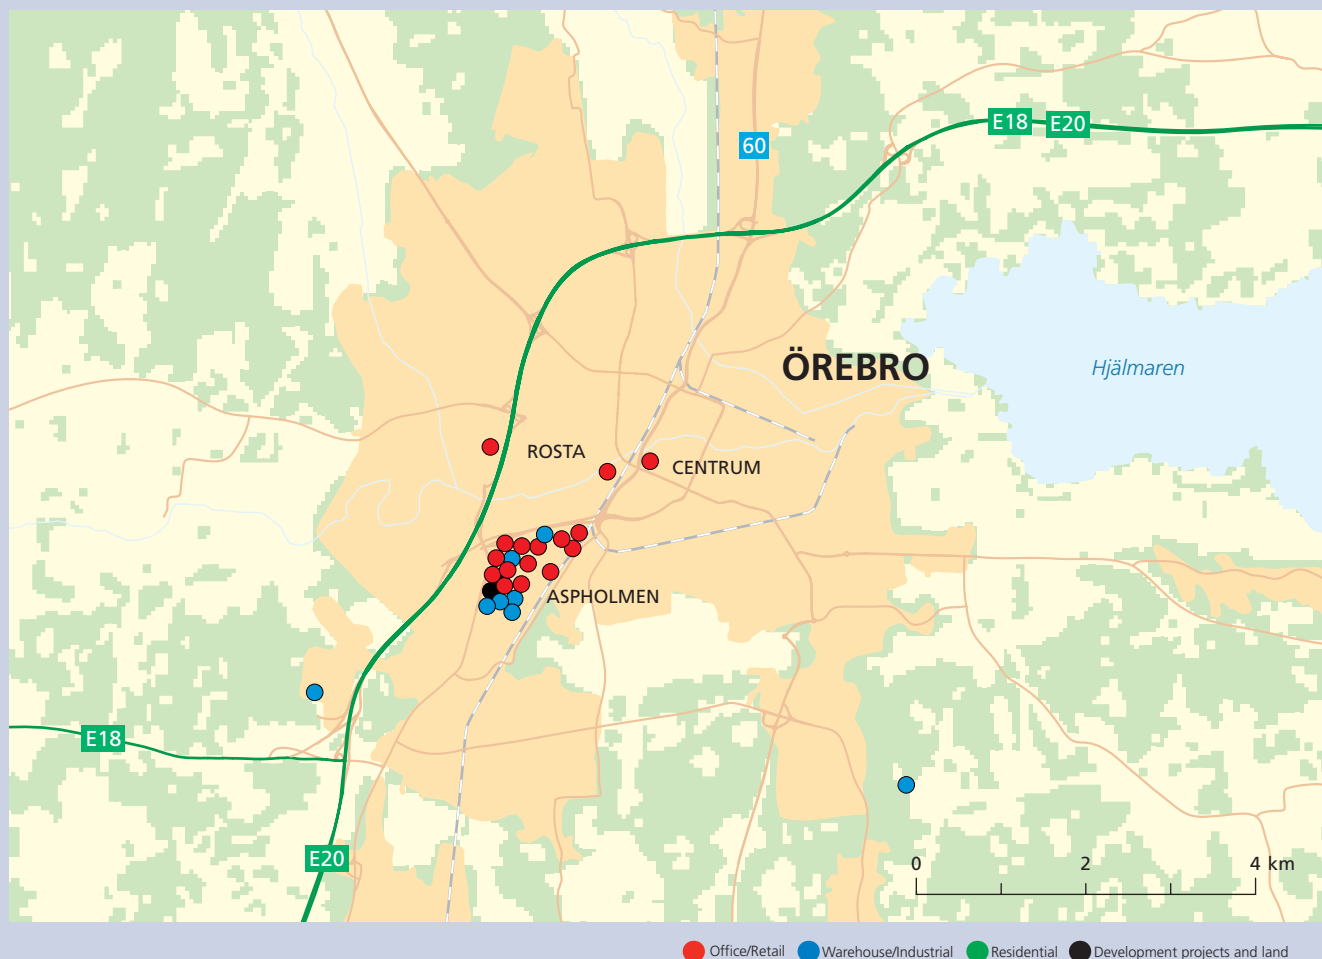 E18 E20
60
ÖREBRO
Hjälmaren
ROSTA
CENTRUM
ASPHOLMEN
E18
E20
0 2 4 km
Office/Retail Warehouse/Industrial Residential Development projects and land